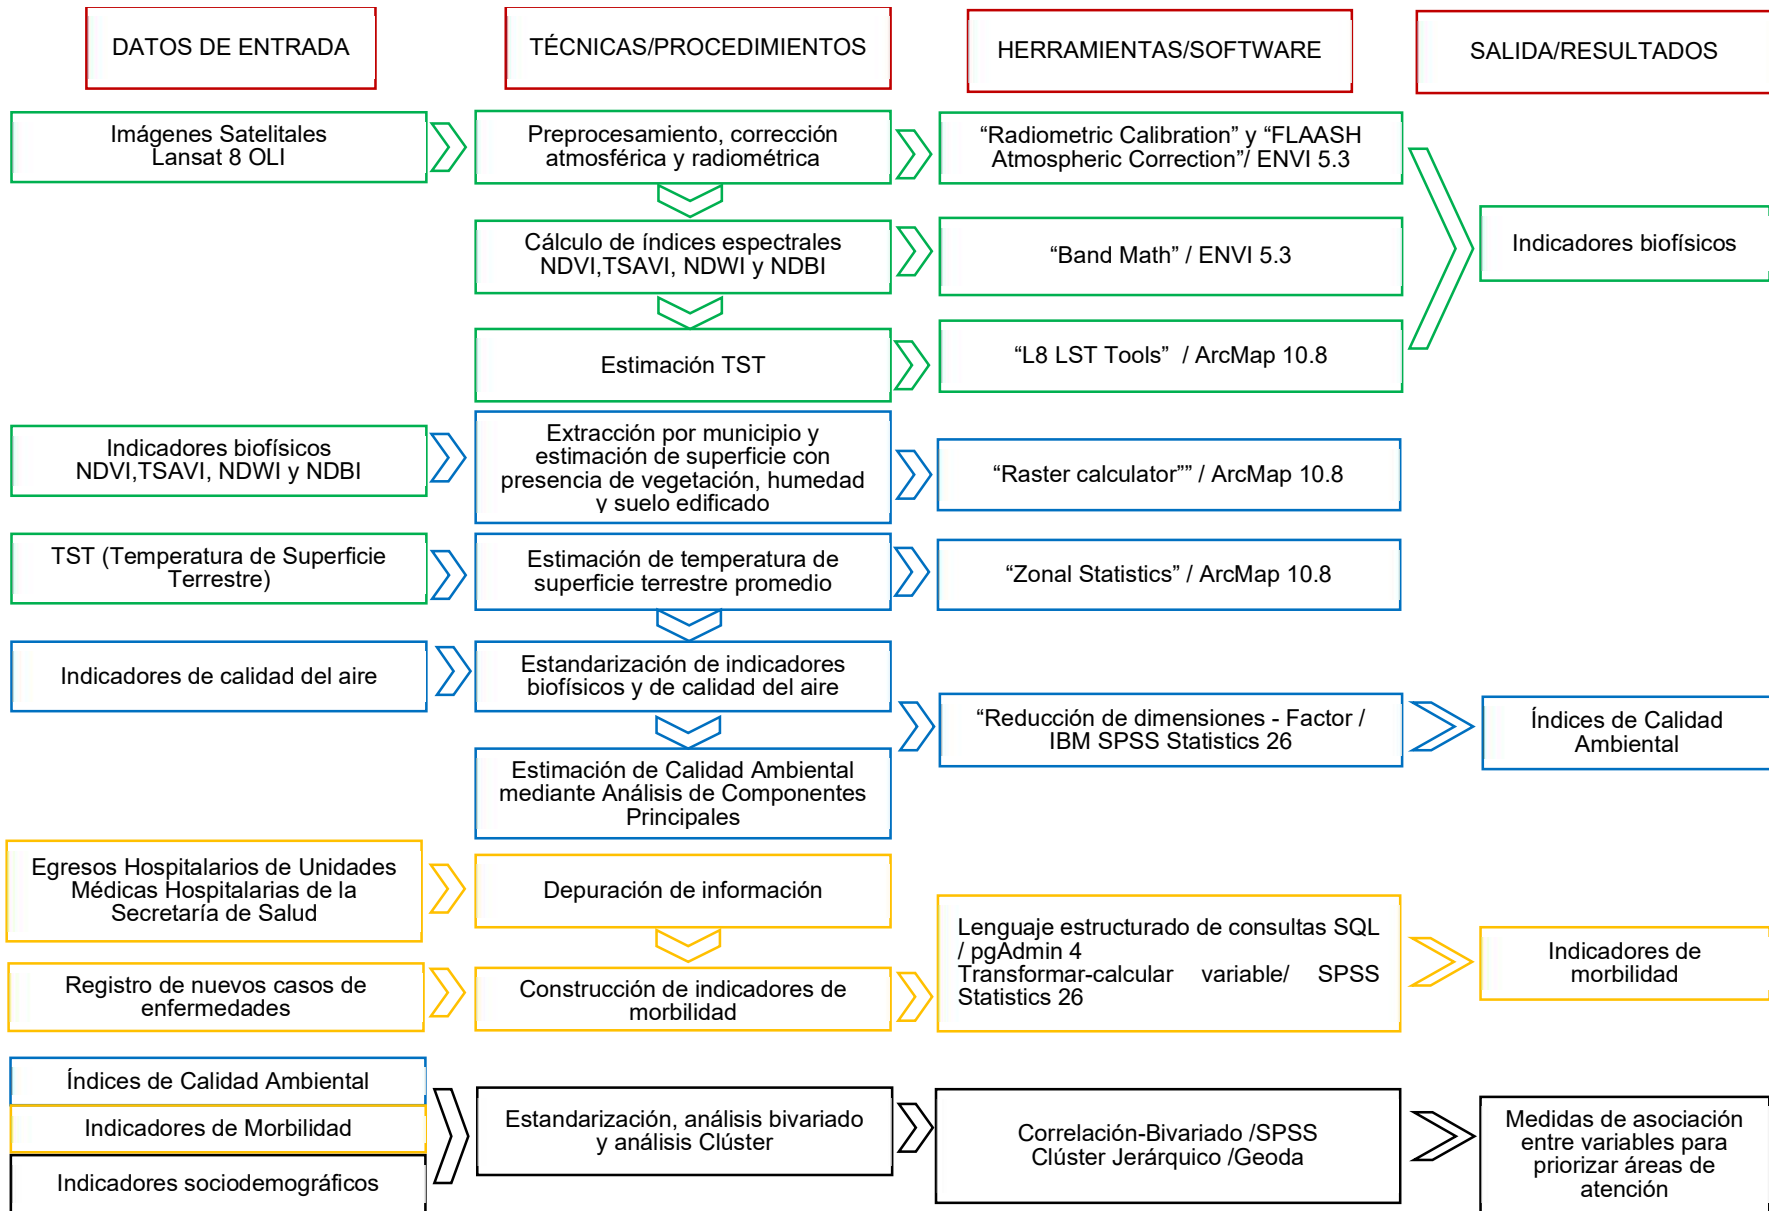 DATOS DE ENTRADA
TÉCNICAS/PROCEDIMIENTOS
HERRAMIENTAS/SOFTWARE
SALIDA/RESULTADOS
Imágenes Satelitales
Lansat 8 OLI
Preprocesamiento, corrección
atmosférica y radiométrica
“Radiometric Calibration” y “FLAASH
Atmospheric Correction”/ ENVI 5.3
Cálculo de índices espectrales
NDVI,TSAVI, NDWI y NDBI
“Band Math” / ENVI 5.3
Indicadores biofísicos
Estimación TST
“L8 LST Tools” / ArcMap 10.8
Indicadores biofísicos
NDVI,TSAVI, NDWI y NDBI
Extracción por municipio y
estimación de superficie con
presencia de vegetación, humedad
y suelo edificado
“Raster calculator”” / ArcMap 10.8
TST (Temperatura de Superficie
Terrestre)
Estimación de temperatura de
superficie terrestre promedio
“Zonal Statistics” / ArcMap 10.8
Indicadores de calidad del aire
Estandarización de indicadores
biofísicos y de calidad del aire
“Reducción de dimensiones - Factor /
IBM SPSS Statistics 26
Índices de Calidad
Ambiental
Estimación de Calidad Ambiental
mediante Análisis de Componentes
Principales
Egresos Hospitalarios de Unidades
Médicas Hospitalarias de la
Secretaría de Salud
Depuración de información
Lenguaje estructurado de consultas SQL
/ pgAdmin 4
Transformar-calcular variable/ SPSS
Statistics 26
Indicadores de
morbilidad
Registro de nuevos casos de
enfermedades
Construcción de indicadores de
morbilidad
Índices de Calidad Ambiental
Indicadores de Morbilidad
Indicadores sociodemográficos
Estandarización, análisis bivariado
y análisis Clúster
Correlación-Bivariado /SPSS
Clúster Jerárquico /Geoda
Medidas de asociación
entre variables para
priorizar áreas de
atención